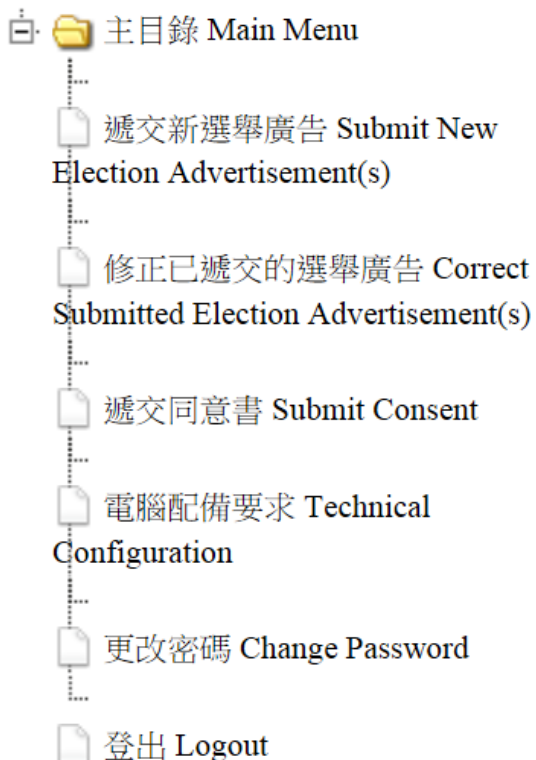 主目錄 Main Menu
遞交新選舉廣告 Submit New
Election Advertisement(s)
修正已遞交的選舉廣告 Correct
Submitted Election Advertisement(s)
遞交同意書 Submit Consent
電腦配備要求 Technical
Configuration
更改密碼 Change Password
登出 Logout